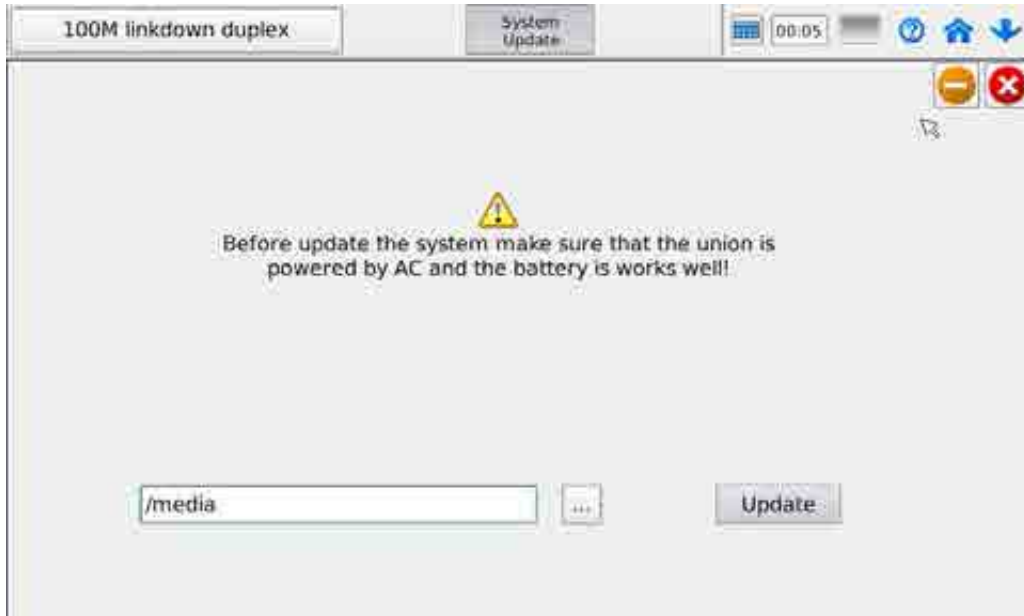 100M linkdown duplex
System
Update
00:05
Before update the system make sure that the union is
powered by AC and the battery is works well!
/media
...
Update